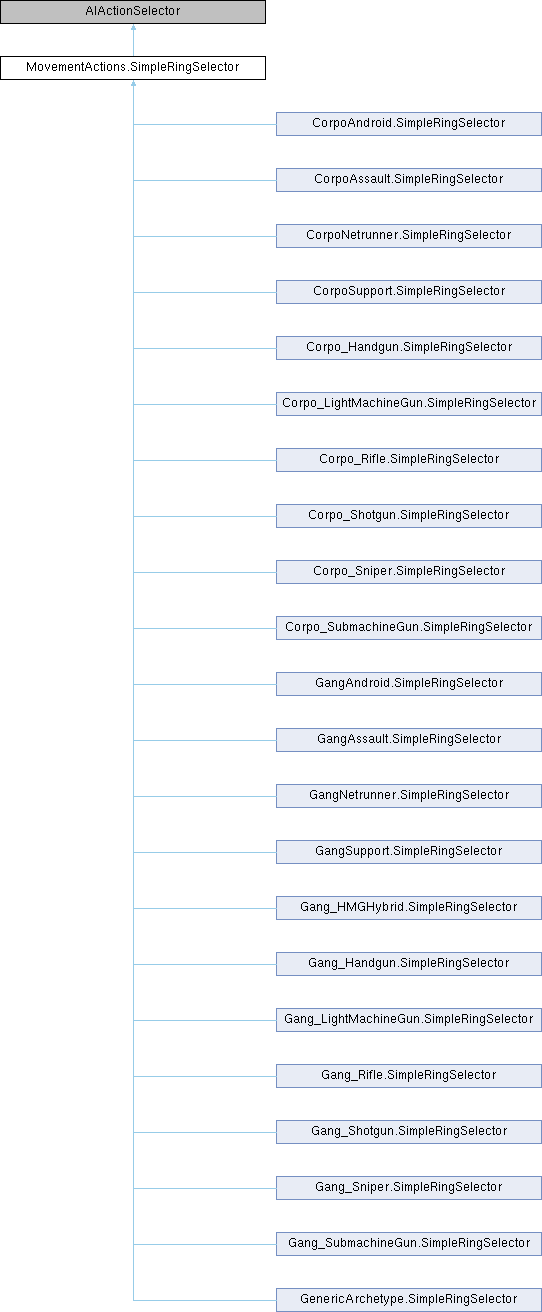 AIActionSelector
MovementActions.SimpleRingSelector
CorpoAndroid.SimpleRingSelector
CorpoAssault.SimpleRingSelector
CorpoNetrunner.SimpleRingSelector
CorpoSupport.SimpleRingSelector
Corpo_Handgun.SimpleRingSelector
Corpo_LightMachineGun.SimpleRingSelector
Corpo_Rifle.SimpleRingSelector
Corpo_Shotgun.SimpleRingSelector
Corpo_Sniper.SimpleRingSelector
Corpo_SubmachineGun.SimpleRingSelector
GangAndroid.SimpleRingSelector
GangAssault.SimpleRingSelector
GangNetrunner.SimpleRingSelector
GangSupport.SimpleRingSelector
Gang_HMGHybrid.SimpleRingSelector
Gang_Handgun.SimpleRingSelector
Gang_LightMachineGun.SimpleRingSelector
Gang_Rifle.SimpleRingSelector
Gang_Shotgun.SimpleRingSelector
Gang_Sniper.SimpleRingSelector
Gang_SubmachineGun.SimpleRingSelector
GenericArchetype.SimpleRingSelector